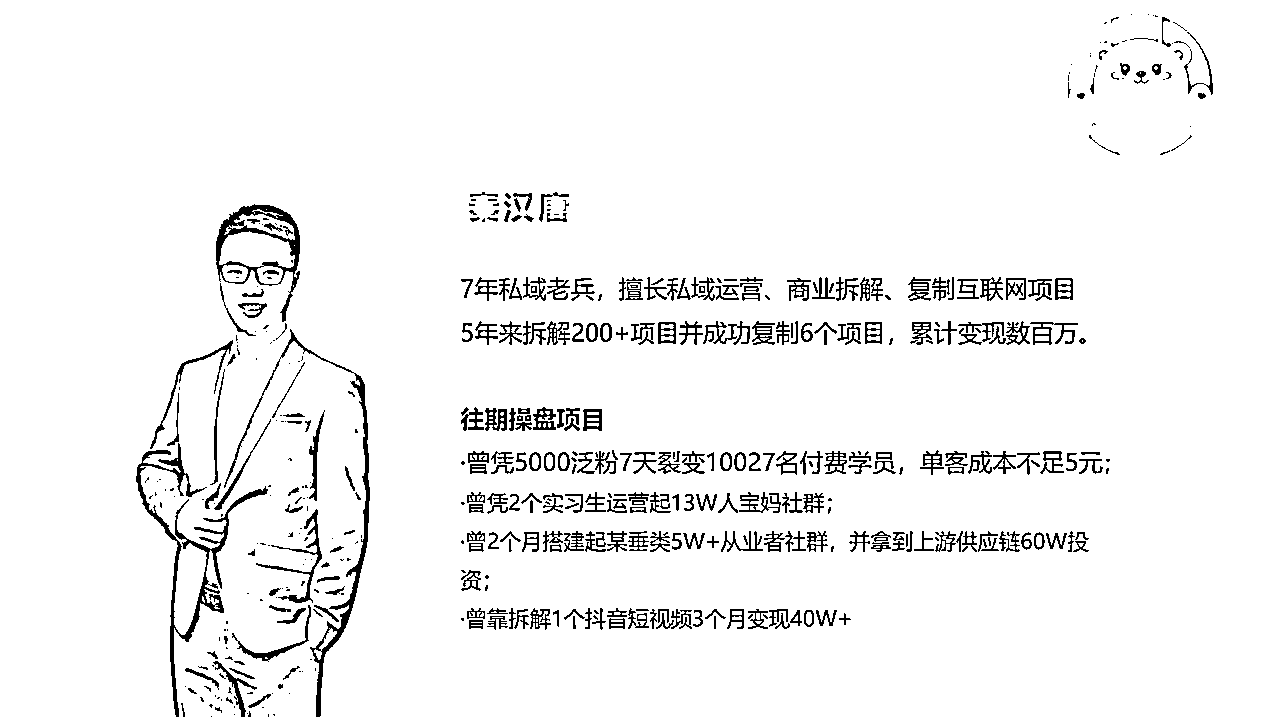 秦汉唐
7年私域老兵，擅长私域运营、商业拆解、复制互联网项目
5年来拆解200+项目并成功复制6个项目，累计变现数百万。
往期操盘项目
·曾凭5000泛粉7天裂变10027名付费学员，单客成本不足5元；
·曾凭2个实习生运营起13W人宝妈社群；
·曾2个月搭建起某垂类5W+从业者社群，并拿到上游供应链60W投
资；
·曾靠拆解1个抖音短视频3个月变现40W+